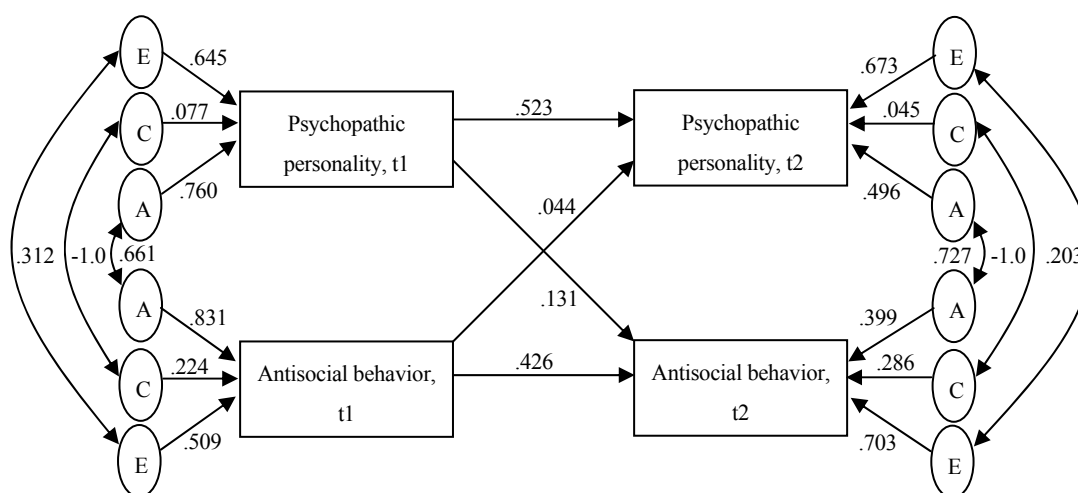 E
.645
E
.673
C
.077
Psychopathic
personality, t1
.523
Psychopathic
personality, t2
.045
C
A
.760
.044
.496
A
.312
-1.0
.661
.727
-1.0
.203
A
.831
.131
.399
A
C
.224
Antisocial behavior,
t1
.426
Antisocial behavior,
t2
.286
C
E
.509
.703
E